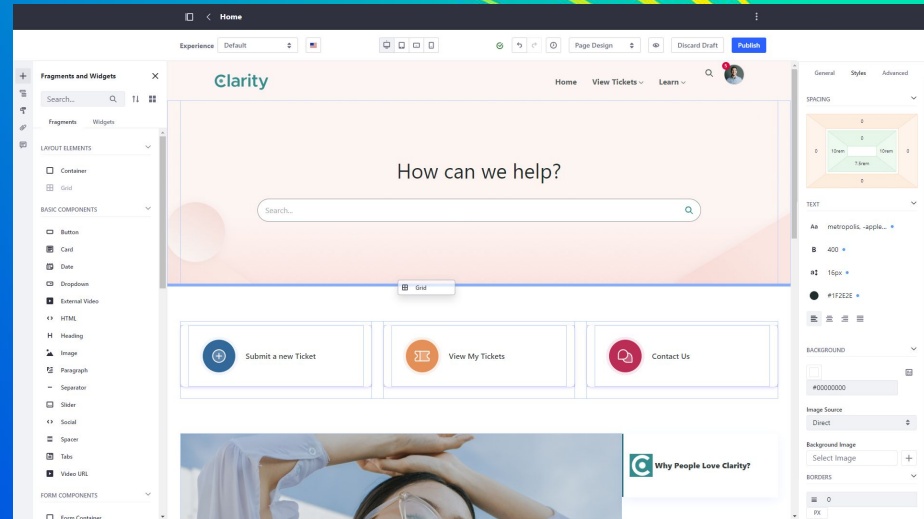 Home
Experience
Default
Page Design
Discard Draft
Publish
Fragments and Widgets
Search...
Fragments
Widgets
LAYOUT ELEMENTS
Container
Grid
BASIC COMPONENTS
Button
Card
Date
Dropdown
External Video
HTML
Heading
Image
Paragraph
Separator
Slider
Social
Spacer
Tabs
Video URL
FORM COMPONENTS
Form Container
Clarity
Home
View Tickets
Learn
How can we help?
Search...
Grid
Submit a new Ticket
View My Tickets
Contact Us
Why People Love Clarity?
General
Styles
Advanced
SPACING
0
0
0
10rem
10rem
0
7.5rem
0
TEXT
Aa
metropolis, -apple...
B
400
16px
#1F2E2E
BACKGROUND
#00000000
Image Source
Direct
Background Image
Select Image
BORDERS
0
PX